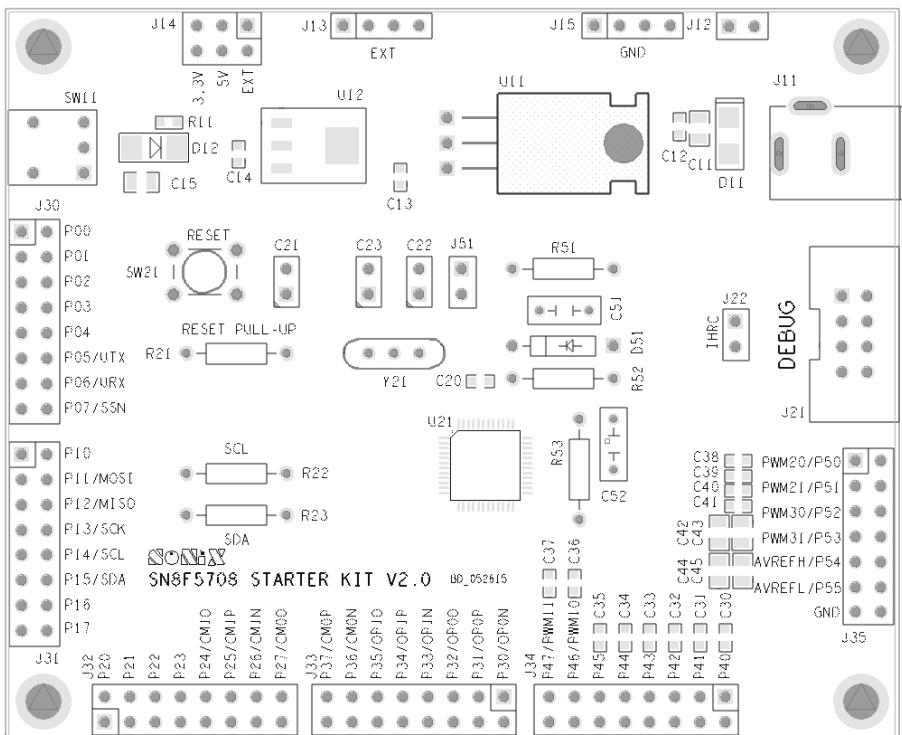 J14
J13
EXT
J15
GND
J12
3.3V
5V
EXT
SW11
R11
D12
C15
C14
U12
C13
U11
C12
C11
D11
J11
J30
P00
P01
P02
P03
P04
P05/UTX
P06/URX
P07/SSN
RESET
SW21
C21
C23
C22
J51
R51
C51
D51
R52
J22
IHRC
DEBUG
J21
RESET PULL-UP
R21
Y21
C20
U21
R53
C52
P10
P11/MOSI
P12/MISO
P13/SCK
P14/SCL
P15/SDA
P16
P17
J31
SCL
R22
R23
SDA
SONiX
SN8F5708 STARTER KIT V2.0 BD_052615
C38
C39
C40
C41
C42
C43
C44
C45
PWM20/P50
PWM21/P51
PWM30/P52
PWM31/P53
AVREFH/P54
AVREFL/P55
GND
J35
C37
C36
C35
C34
C33
C32
C31
C30
J32
P20
P21
P22
P23
P24/CM1O
P25/CM1P
P26/CM1N
P27/CM0O
J33
P37/CM0P
P36/CM0N
P35/OP1O
P34/OP1P
P33/OP1N
P32/OP0O
P31/OP0P
P30/OP0N
J34
P47/PWM11
P46/PWM10
P45
P44
P43
P42
P41
P40